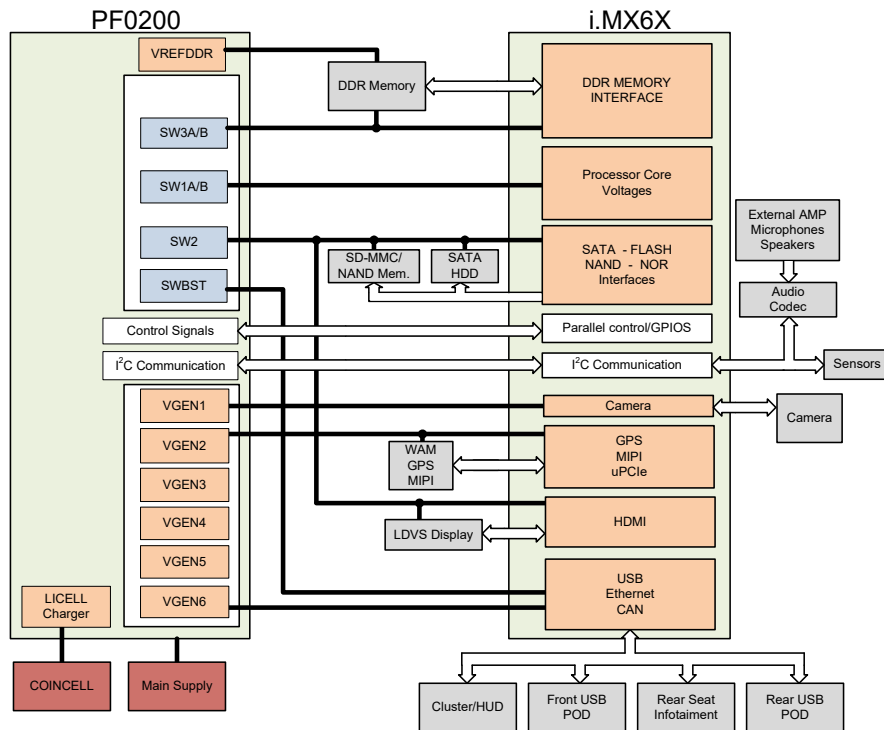 PF0200
i.MX6X
VREFDDR
DDR Memory
DDR MEMORY
INTERFACE
SW3A/B
SW1A/B
Processor Core
Voltages
SW2
SWBST
SD-MMC/
NAND Mem.
SATA
HDD
SATA - FLASH
NAND - NOR
Interfaces
External AMP
Microphones
Speakers
Audio
Codec
Control Signals
Parallel control/GPIOS
I²C Communication
I²C Communication
Sensors
VGEN1
Camera
Camera
VGEN2
WAM
GPS
MIPI
GPS
MIPI
uPCIe
VGEN3
VGEN4
LDVS Display
HDMI
VGEN5
VGEN6
USB
Ethernet
CAN
LICELL
Charger
COINCELL
Main Supply
Cluster/HUD
Front USB
POD
Rear Seat
Infotaiment
Rear USB
POD